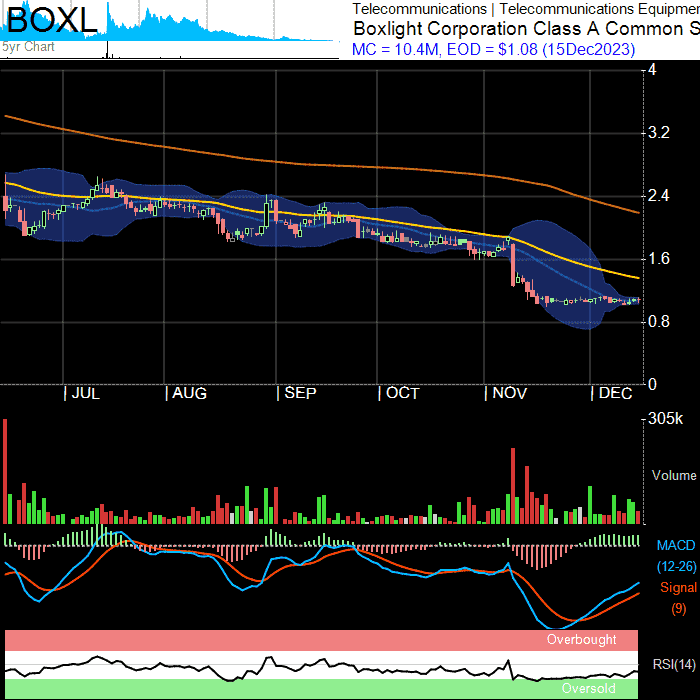 BOXL
5yr Chart
Telecommunications | Telecommunications Equipmen
Boxlight Corporation Class A Common S
MC = 10.4M, EOD = $1.08 (15Dec2023)
4
3.2
2.4
1.6
0.8
0
| JUL | AUG | SEP | OCT | NOV | DEC
305k
Volume
MACD
(12-26)
Signal
(9)
Overbought
RSI(14)
Oversold